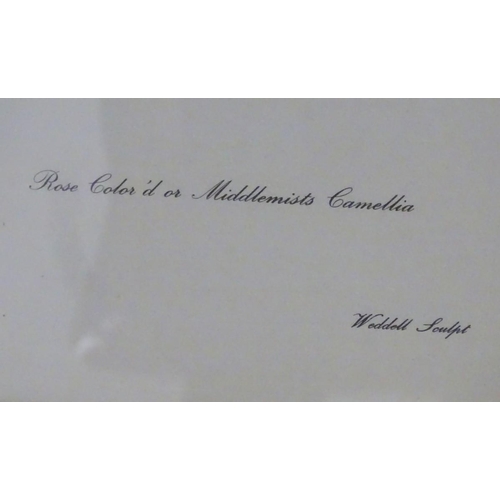 Rose Color'd or Middlemists Camellia
Weddell Sculpt